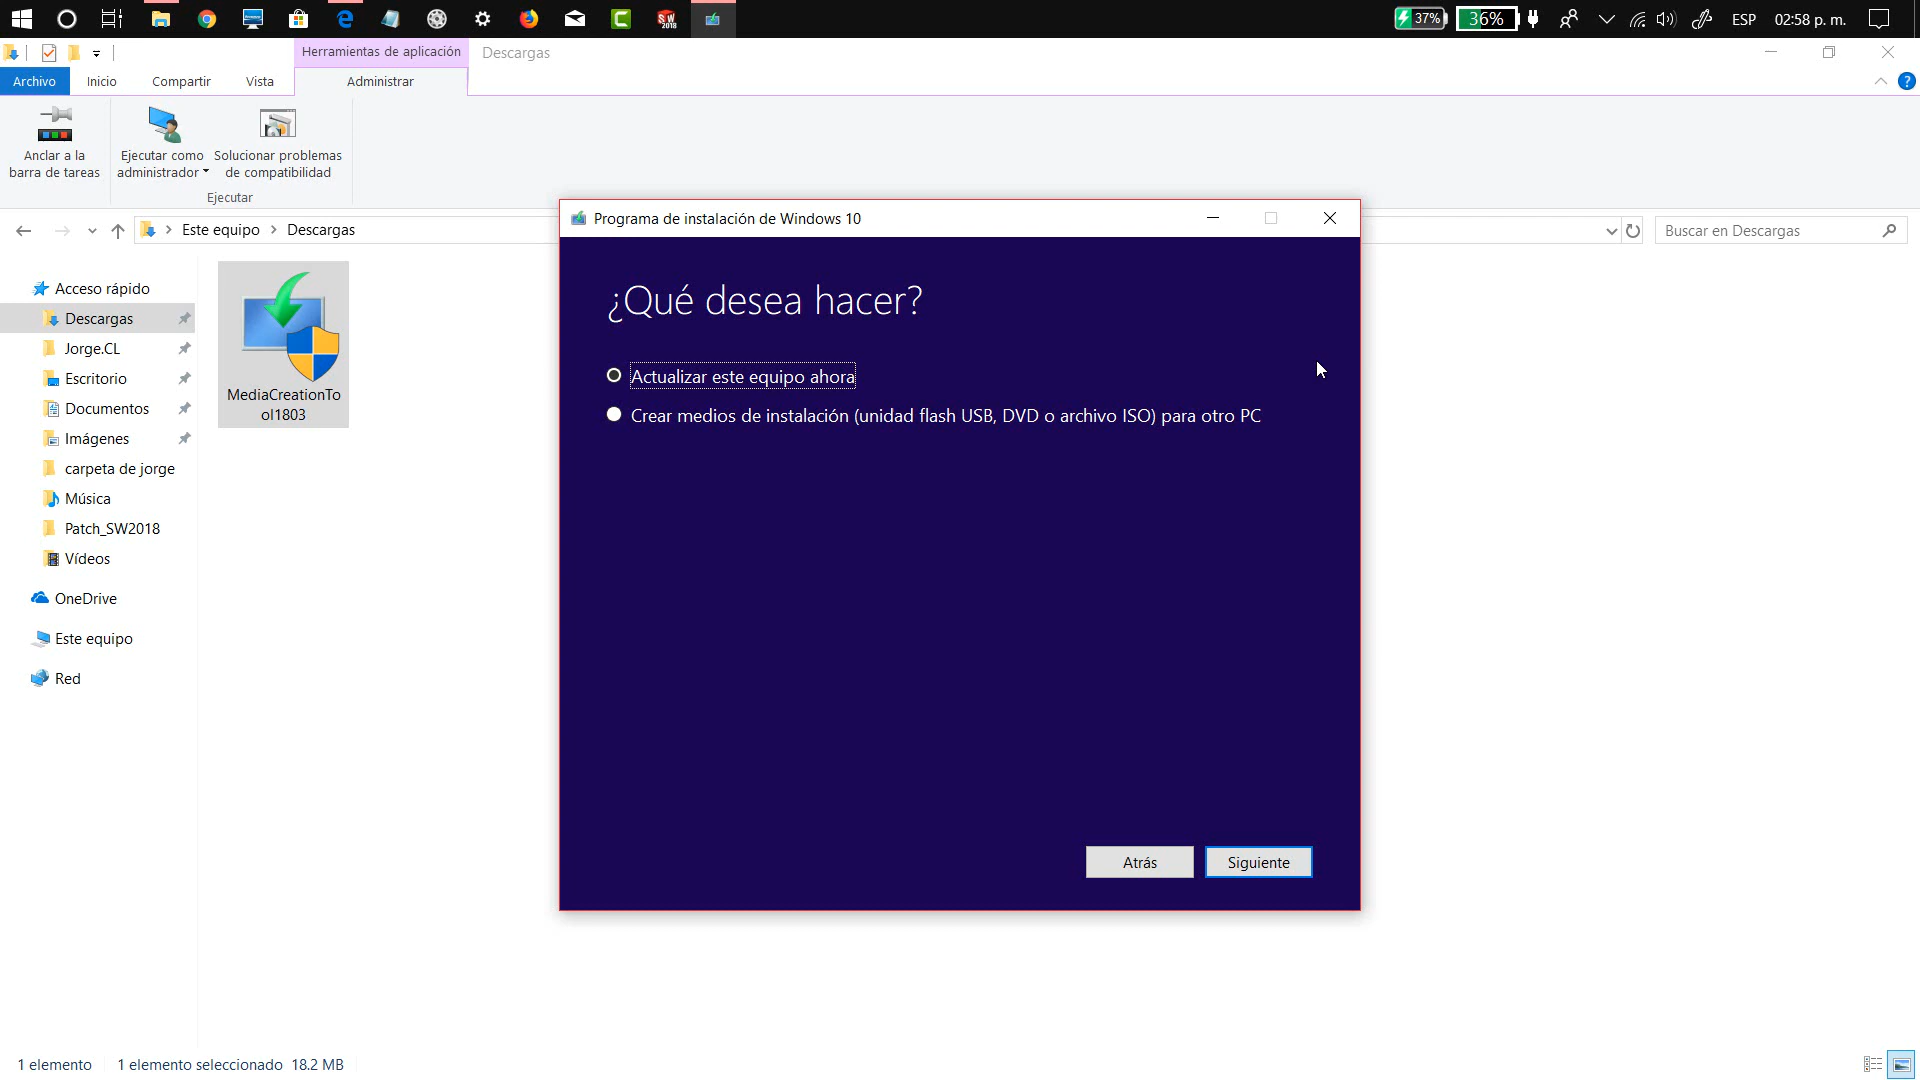 37%
36%
ESP
02:58 p. m.
SW
2018
Herramientas de aplicación
Descargas
Archivo
Inicio
Compartir
Vista
Administrar
?
Anclar a la
barra de tareas
Ejecutar como
administrador
Solucionar problemas
de compatibilidad
Ejecutar
Este equipo
Descargas
Buscar en Descargas
Acceso rápido
Descargas
Jorge.CL
Escritorio
Documentos
Imágenes
carpeta de jorge
Música
Patch_SW2018
Vídeos
OneDrive
Este equipo
Red
MediaCreationTo
ol1803
Programa de instalación de Windows 10
¿Qué desea hacer?
Actualizar este equipo ahora
Crear medios de instalación (unidad flash USB, DVD o archivo ISO) para otro PC
Atrás
Siguiente
1 elemento
1 elemento seleccionado 18.2 MB